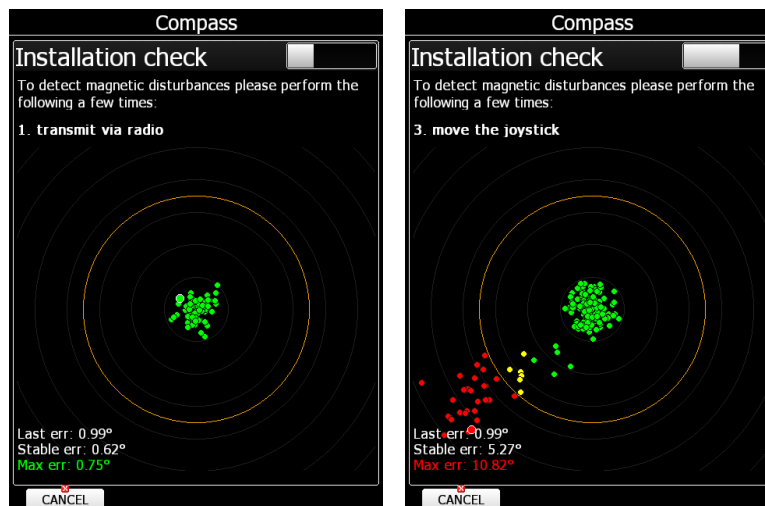 Compass
Installation check
To detect magnetic disturbances please perform the
following a few times:
1. transmit via radio
Last err: 0.99°
Stable err: 0.62°
Max err: 0.75°
CANCEL
Compass
Installation check
To detect magnetic disturbances please perform the
following a few times:
3. move the joystick
Last err: 0.99°
Stable err: 5.27°
Max err: 10.82°
CANCEL